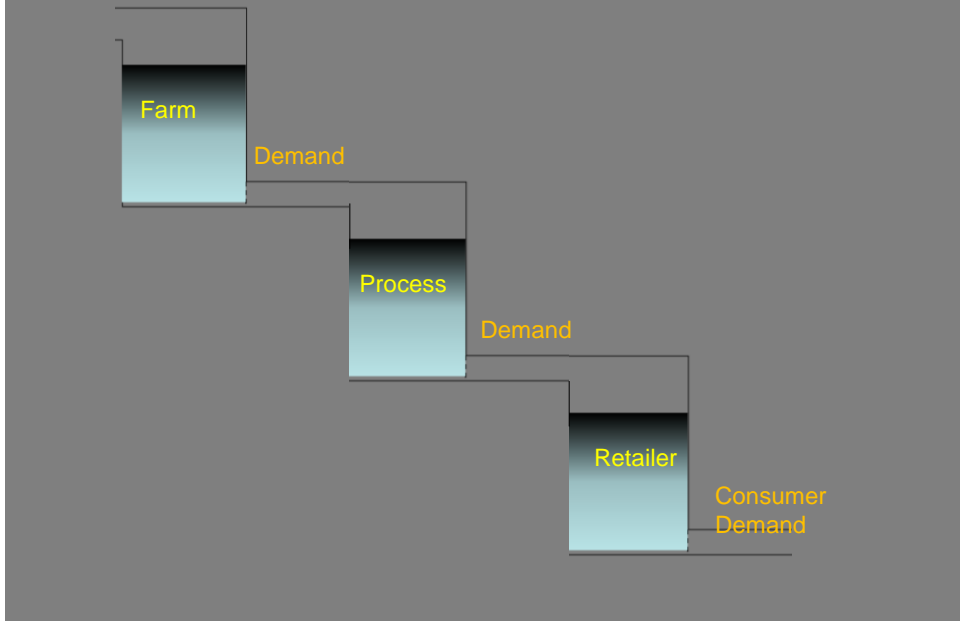 Farm
Demand
Process
Demand
Retailer
Consumer
Demand